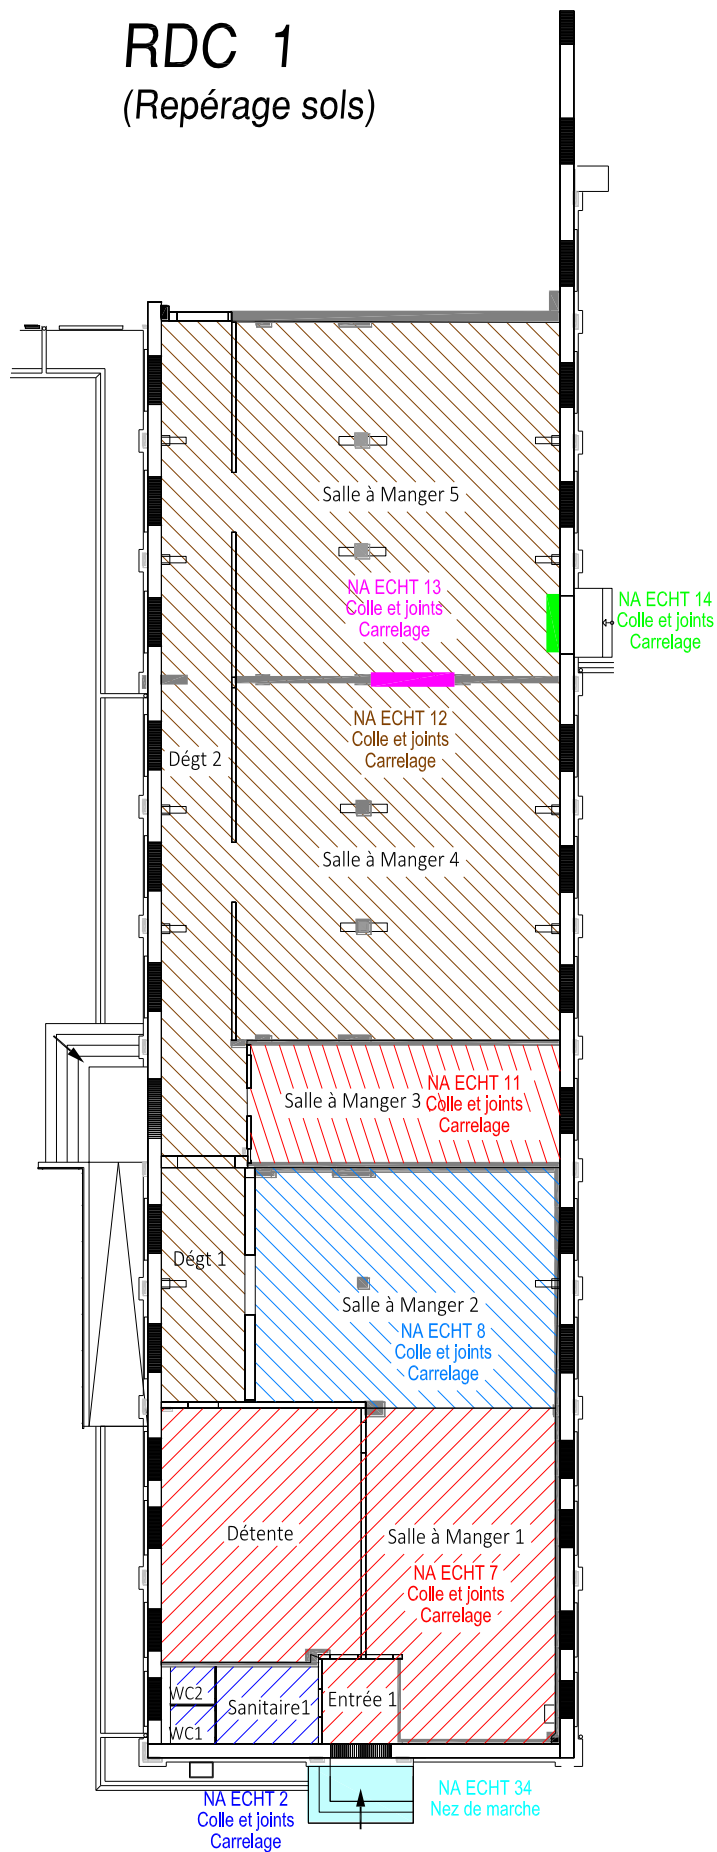 RDC 1
(Repérage sols)
Salle à Manger 5
NA ECHT 13
Colle et joints
Carrelage
NA ECHT 14
Colle et joints
Carrelage
NA ECHT 12
Colle et joints
Carrelage
Dégt 2
Salle à Manger 4
Salle à Manger 3
NA ECHT 11
Colle et joints
Carrelage
Dégt 1
Salle à Manger 2
NA ECHT 8
Colle et joints
Carrelage
Détente
Salle à Manger 1
NA ECHT 7
Colle et joints
Carrelage
WC2
WC1
Sanitaire1
Entrée 1
NA ECHT 2
Colle et joints
Carrelage
NA ECHT 34
Nez de marche